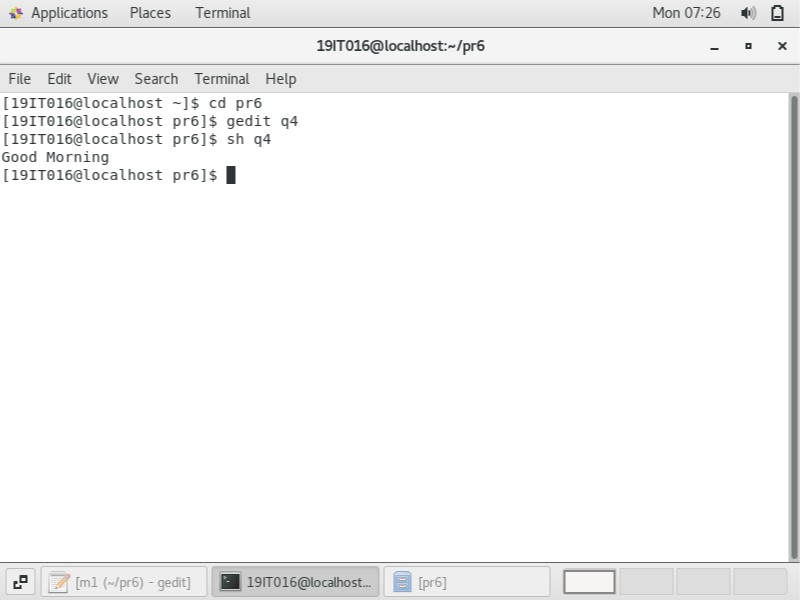 Applications Places Terminal Mon 07:26
19IT016@localhost:~/pr6
File Edit View Search Terminal Help
[19IT016@localhost ~]$ cd pr6
[19IT016@localhost pr6]$ gedit q4
[19IT016@localhost pr6]$ sh q4
Good Morning
[19IT016@localhost pr6]$
[m1 (~/pr6) - gedit] 19IT016@localhost... [pr6]